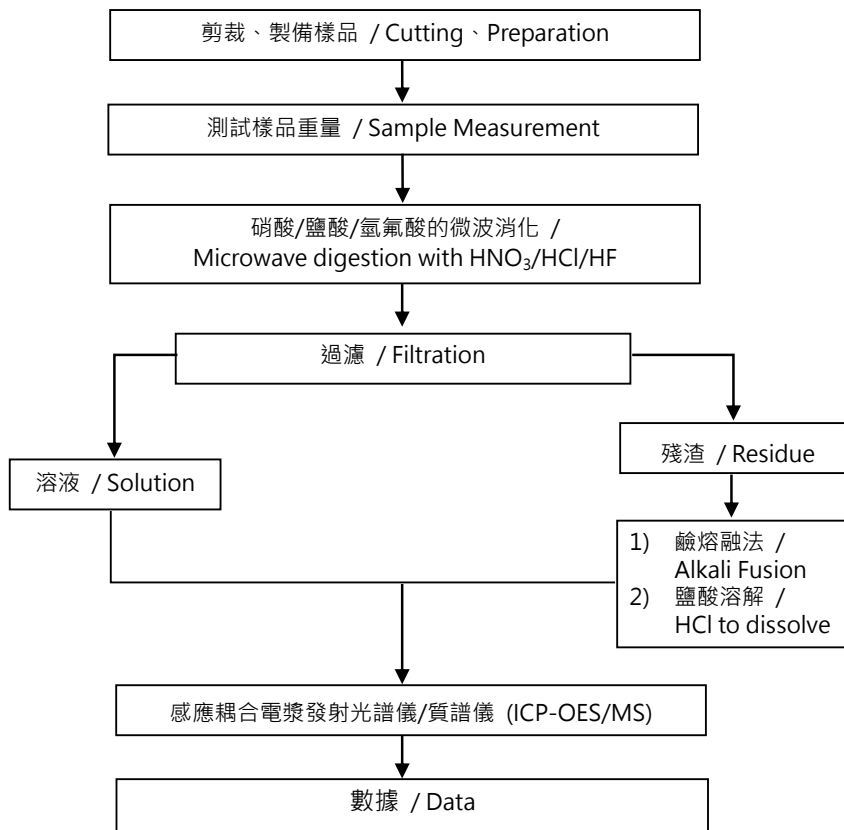 剪裁、製備樣品 / Cutting、Preparation
測試樣品重量 / Sample Measurement
硝酸/鹽酸/氫氟酸的微波消化 /
Microwave digestion with HNO₃/HCl/HF
過濾 / Filtration
溶液 / Solution
殘渣 / Residue
1) 鹼熔融法 /
Alkali Fusion
2) 鹽酸溶解 /
HCl to dissolve
感應耦合電漿發射光譜儀/質譜儀 (ICP-OES/MS)
數據 / Data